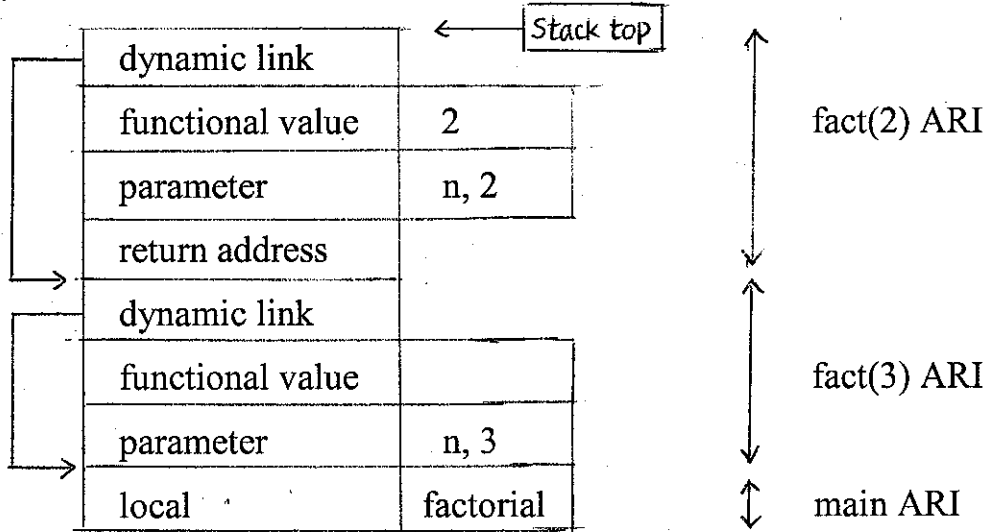 Stack top
dynamic link
functional value 2
fact(2) ARI
parameter n, 2
return address
dynamic link
functional value
fact(3) ARI
parameter n, 3
local factorial
main ARI